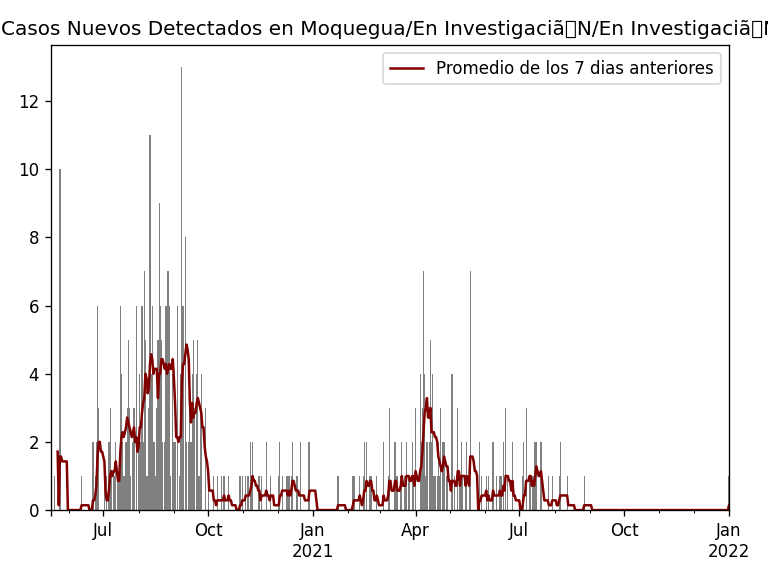 Casos Nuevos Detectados en Moquegua/En Investigaciã�N/En Investigaciã�N
Promedio de los 7 dias anteriores
12
10
8
6
4
2
0
Jul
Oct
Jan
2021
Apr
Jul
Oct
Jan
2022